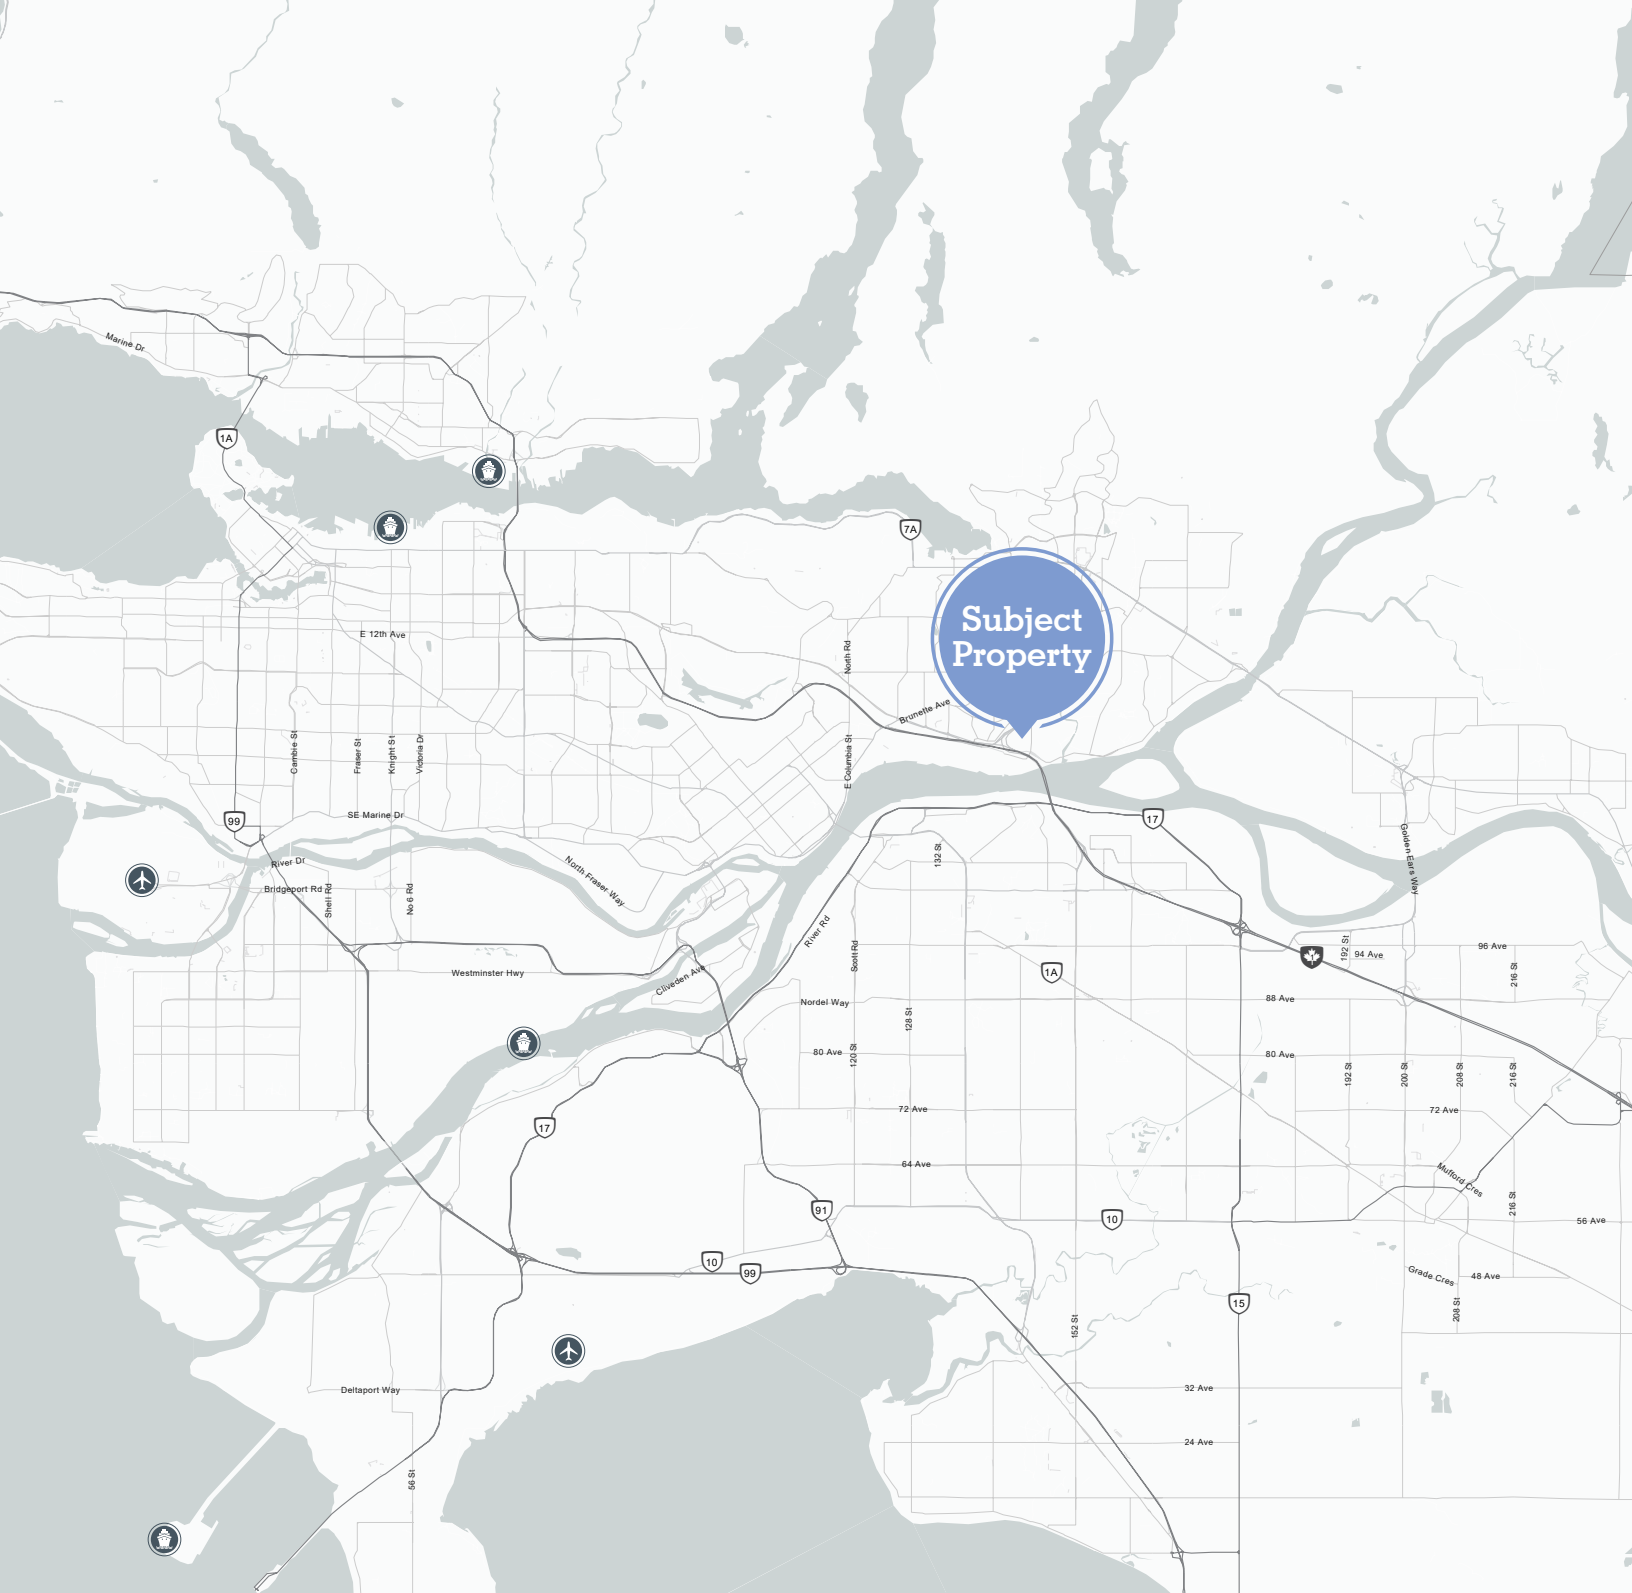 Marine Dr
1A
7A
Subject
Property
E 12th Ave
North Rd
Brunette Ave
Cambie St
Fraser St
Knight St
Victoria Dr
E Columbia St
99
SE Marine Dr
17
River Dr
Bridgeport Rd
Shell Rd
No 6 Rd
North Fraser Way
132 St
Golden Ears Way
River Rd
Scott Rd
192 St
94 Ave
96 Ave
1
216 St
Westminster Hwy
Cliveden Ave
1A
Nordel Way
128 St
88 Ave
80 Ave
120 St
80 Ave
192 St
200 St
208 St
216 St
17
72 Ave
72 Ave
64 Ave
Mufford Cres
216 St
91
10
56 Ave
10
99
Grade Cres
48 Ave
15
208 St
152 St
Deltaport Way
32 Ave
24 Ave
56 St